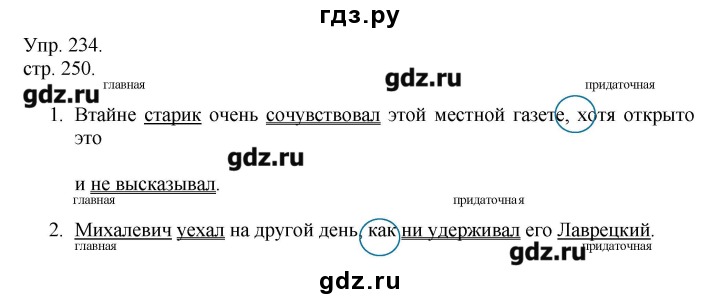 гдз.ру
Упр. 234.
стр. 250.
gdz.ru
gdz.ru
главная придаточная
1. Втайне старик очень сочувствовал этой местной газете, хотя открыто
это
gdz.ru
и не высказывал.
главная придаточная
2. Михалевич уехал на другой день, как ни удерживал его Лаврецкий.
главная придаточная
gdz.ru
gdz.ru